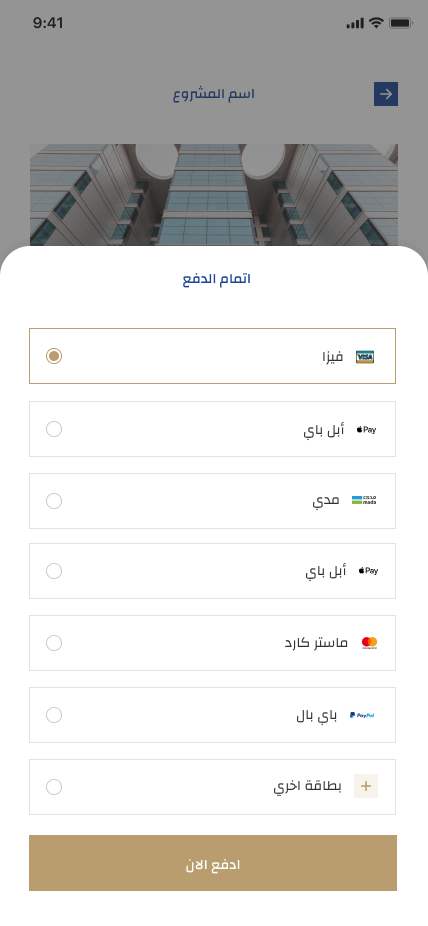 9:41
اسم المشروع
اتمام الدفع
VISA فيزا
Pay أبل باي
مدى mada مدي
Pay أبل باي
ماستر كارد
PayPal باي بال
+ بطاقة اخري
ادفع الان